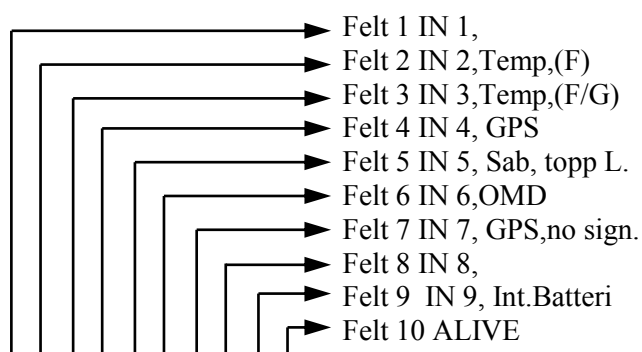 Felt 1 IN 1,
Felt 2 IN 2,Temp,(F)
Felt 3 IN 3,Temp,(F/G)
Felt 4 IN 4, GPS
Felt 5 IN 5, Sab, topp L.
Felt 6 IN 6,OMD
Felt 7 IN 7, GPS,no sign.
Felt 8 IN 8,
Felt 9 IN 9, Int.Batteri
Felt 10 ALIVE